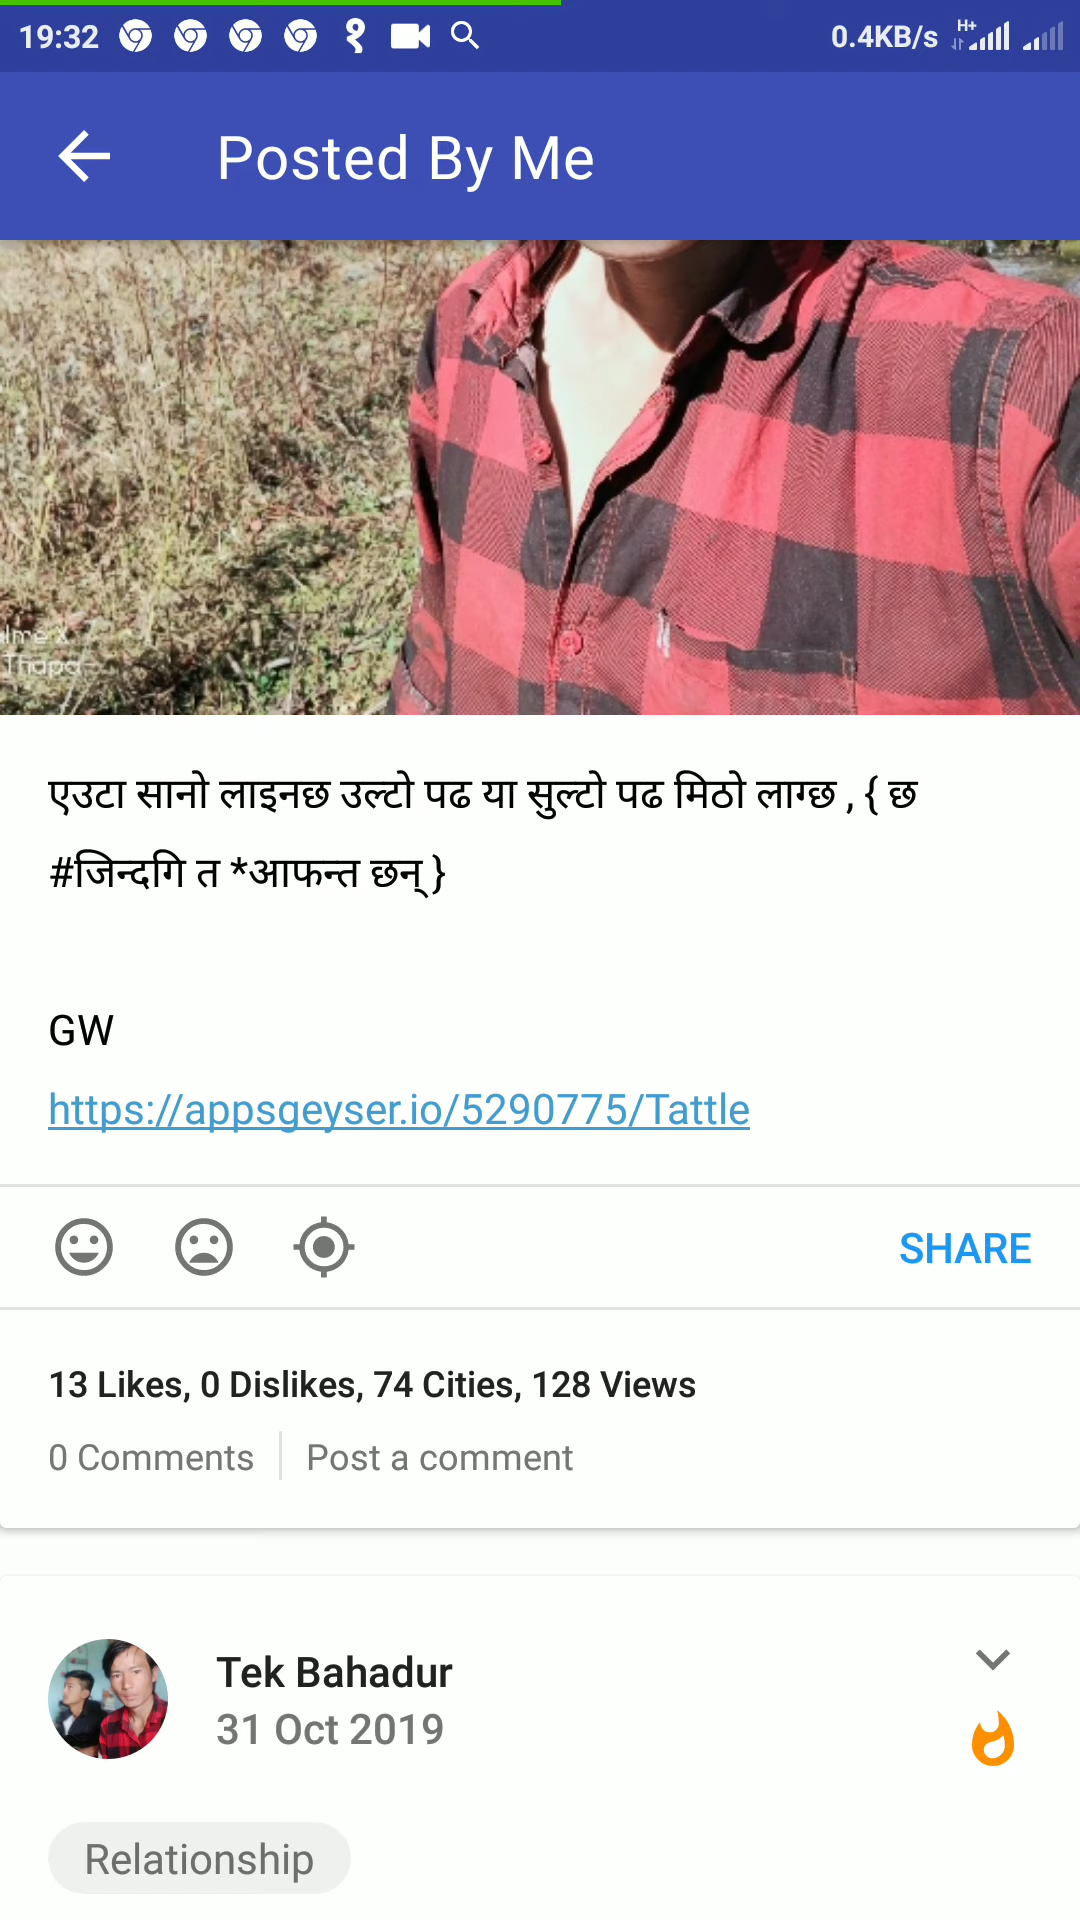 19:32
0.4KB/s H+
Posted By Me
lme X
Thapa
एउटा सानो लाइनछ उल्टो पढ या सुल्टो पढ मिठो लाग्छ , { छ
#जिन्दगि त *आफन्त छन् }
GW
https://appsgeyser.io/5290775/Tattle
SHARE
13 Likes, 0 Dislikes, 74 Cities, 128 Views
0 Comments Post a comment
Tek Bahadur
31 Oct 2019
Relationship